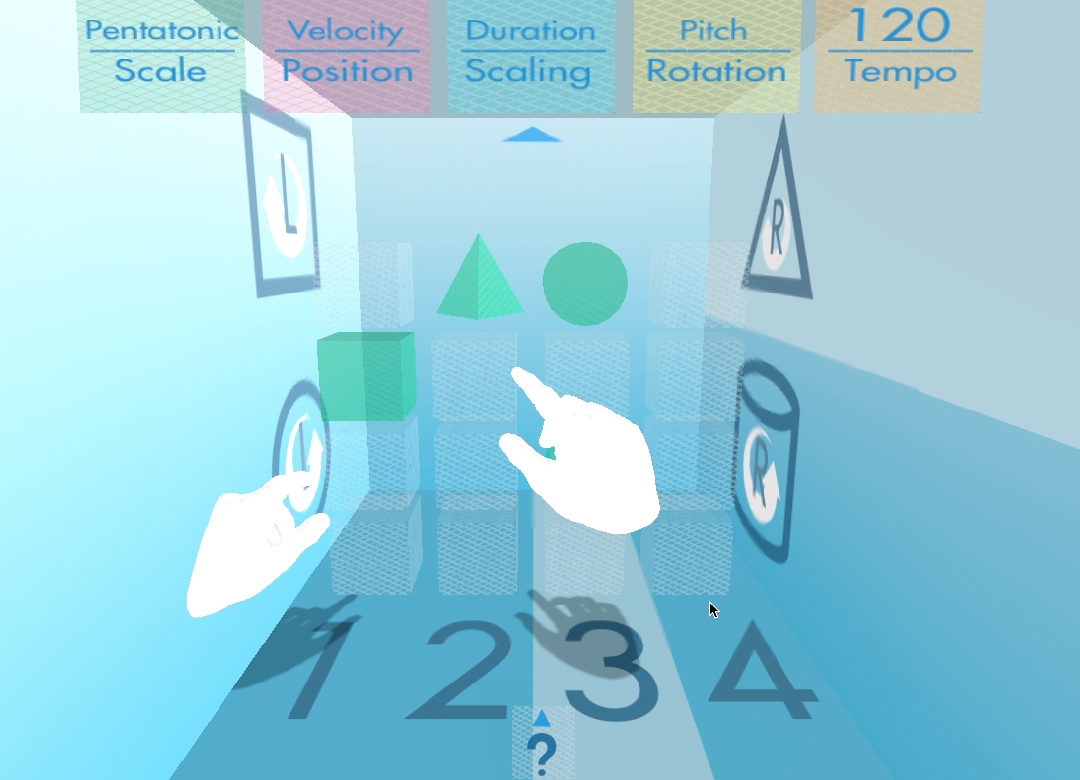 Pentatonic
Scale
Velocity
Position
Duration
Scaling
Pitch
Rotation
120
Tempo
L
R
R
1 2 3 4
?